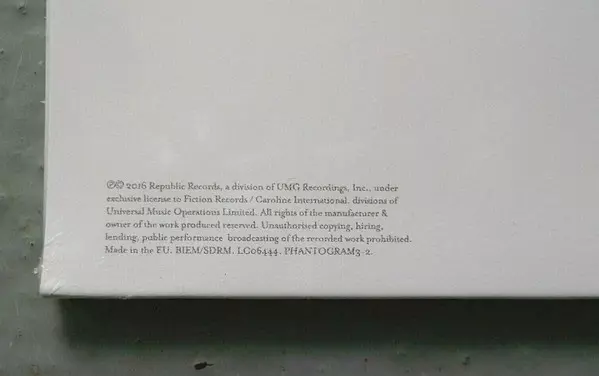 ℗© 2016 Republic Records, a division of UMG Recordings, Inc., under
exclusive license to Fiction Records / Caroline International, divisions of
Universal Music Operations Limited. All rights of the manufacturer &
owner of the work produced reserved. Unauthorised copying, hiring,
lending, public performance broadcasting of the recorded work prohibited.
Made in the EU. BIEM/SDRM. LC06444. PHANTOGRAM3-2.